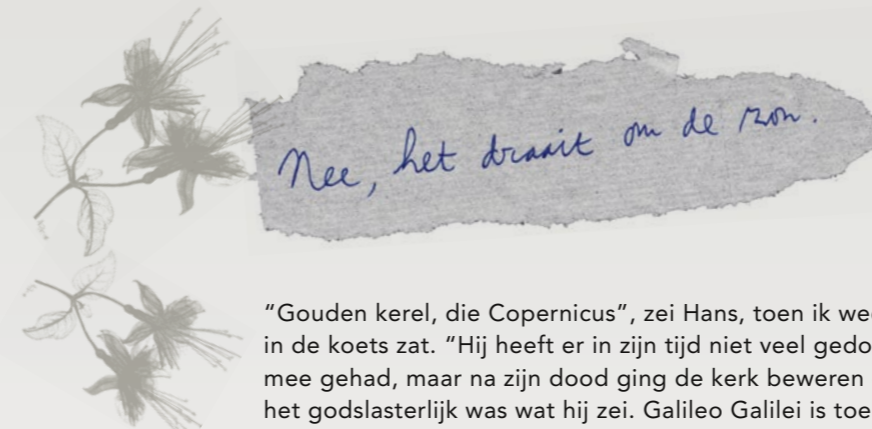 Nee, het draait om de zon.
“Gouden kerel, die Copernicus”, zei Hans, toen ik
in de koets zat. “Hij heeft er in zijn tijd niet veel
mee gehad, maar na zijn dood ging de kerk beweren
het godslasterlijk was wat hij zei. Galileo Galilei is